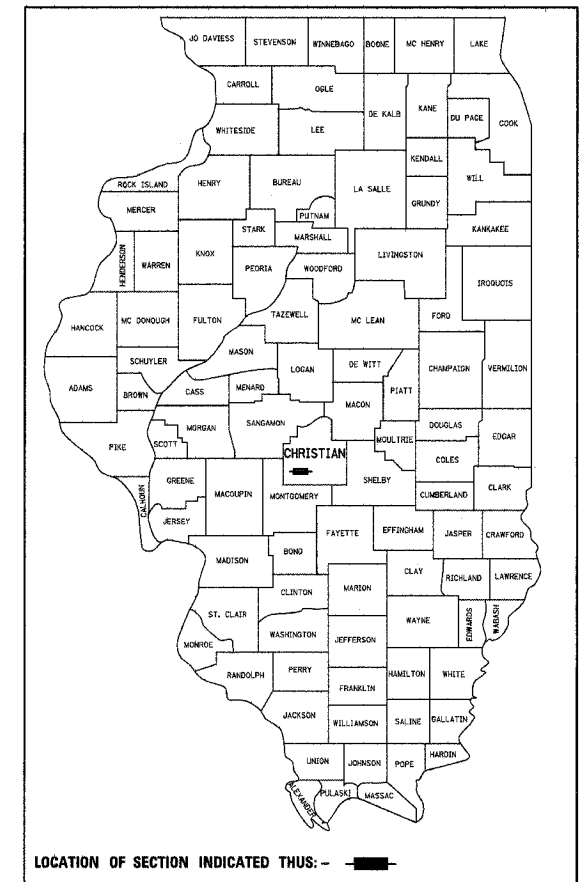 JO DAVIESS STEVENSON WINNEBAGO BOONE MC HENRY LAKE
CARROLL OGLE DE KALB KANE DU PAGE COOK
WHITESIDE LEE KENDALL WILL
ROCK ISLAND HENRY BUREAU LA SALLE GRUNDY
MERCER PUTNAM KANKAKEE
HENDERSON WARREN KNOX STARK MARSHALL LIVINGSTON
PEORIA WOODFORD IROQUOIS
HANCOCK MC DONOUGH FULTON TAZEWELL MC LEAN FORD
SCHUYLER MASON LOGAN DE WITT CHAMPAIGN VERMILION
ADAMS BROWN CASS MENARD MACON PIATT
PIKE SCOTT MORGAN SANGAMON CHRISTIAN MOULTRIE DOUGLAS EDGAR
COLES
CALHOUN GREENE MACOUPIN MONTGOMERY SHELBY CUMBERLAND CLARK
JERSEY FAYETTE EFFINGHAM JASPER CRAWFORD
MADISON BOND CLAY RICHLAND LAWRENCE
CLINTON MARION
ST. CLAIR WASHINGTON JEFFERSON WAYNE EDWARDS WABASH
MONROE
RANDOLPH PERRY FRANKLIN HAMILTON WHITE
JACKSON WILLIAMSON SALINE GALLATIN
UNION JOHNSON POPE HARDIN
ALEXANDER PULASKI MASSAC
LOCATION OF SECTION INDICATED THUS: -